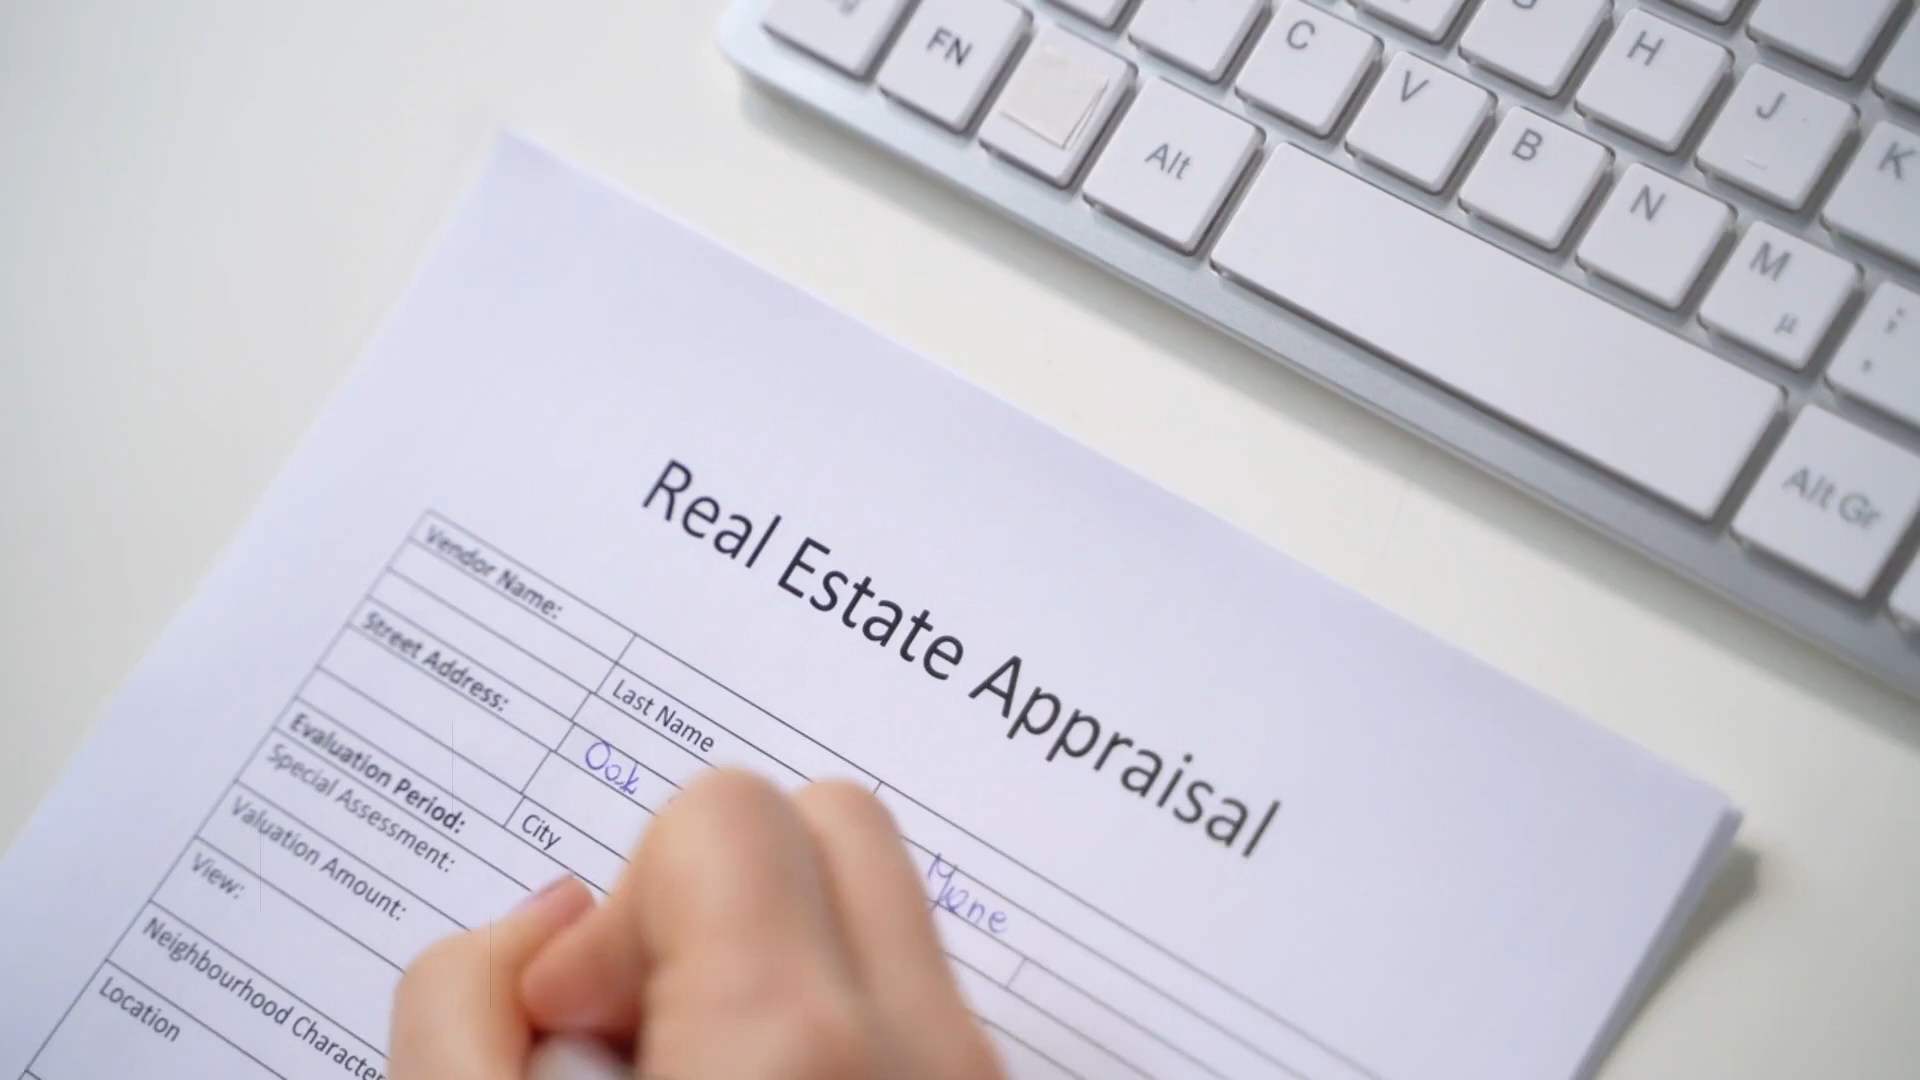 FN
C
V
H
J
K
Alt
B
N
M
µ
;
,
Alt Gr
Real Estate Appraisal
Vendor Name:
Last Name
Street Address:
Oak
Evaluation Period:
City
Special Assessment:
Valuation Amount:
View:
Neighbourhood Character
Location